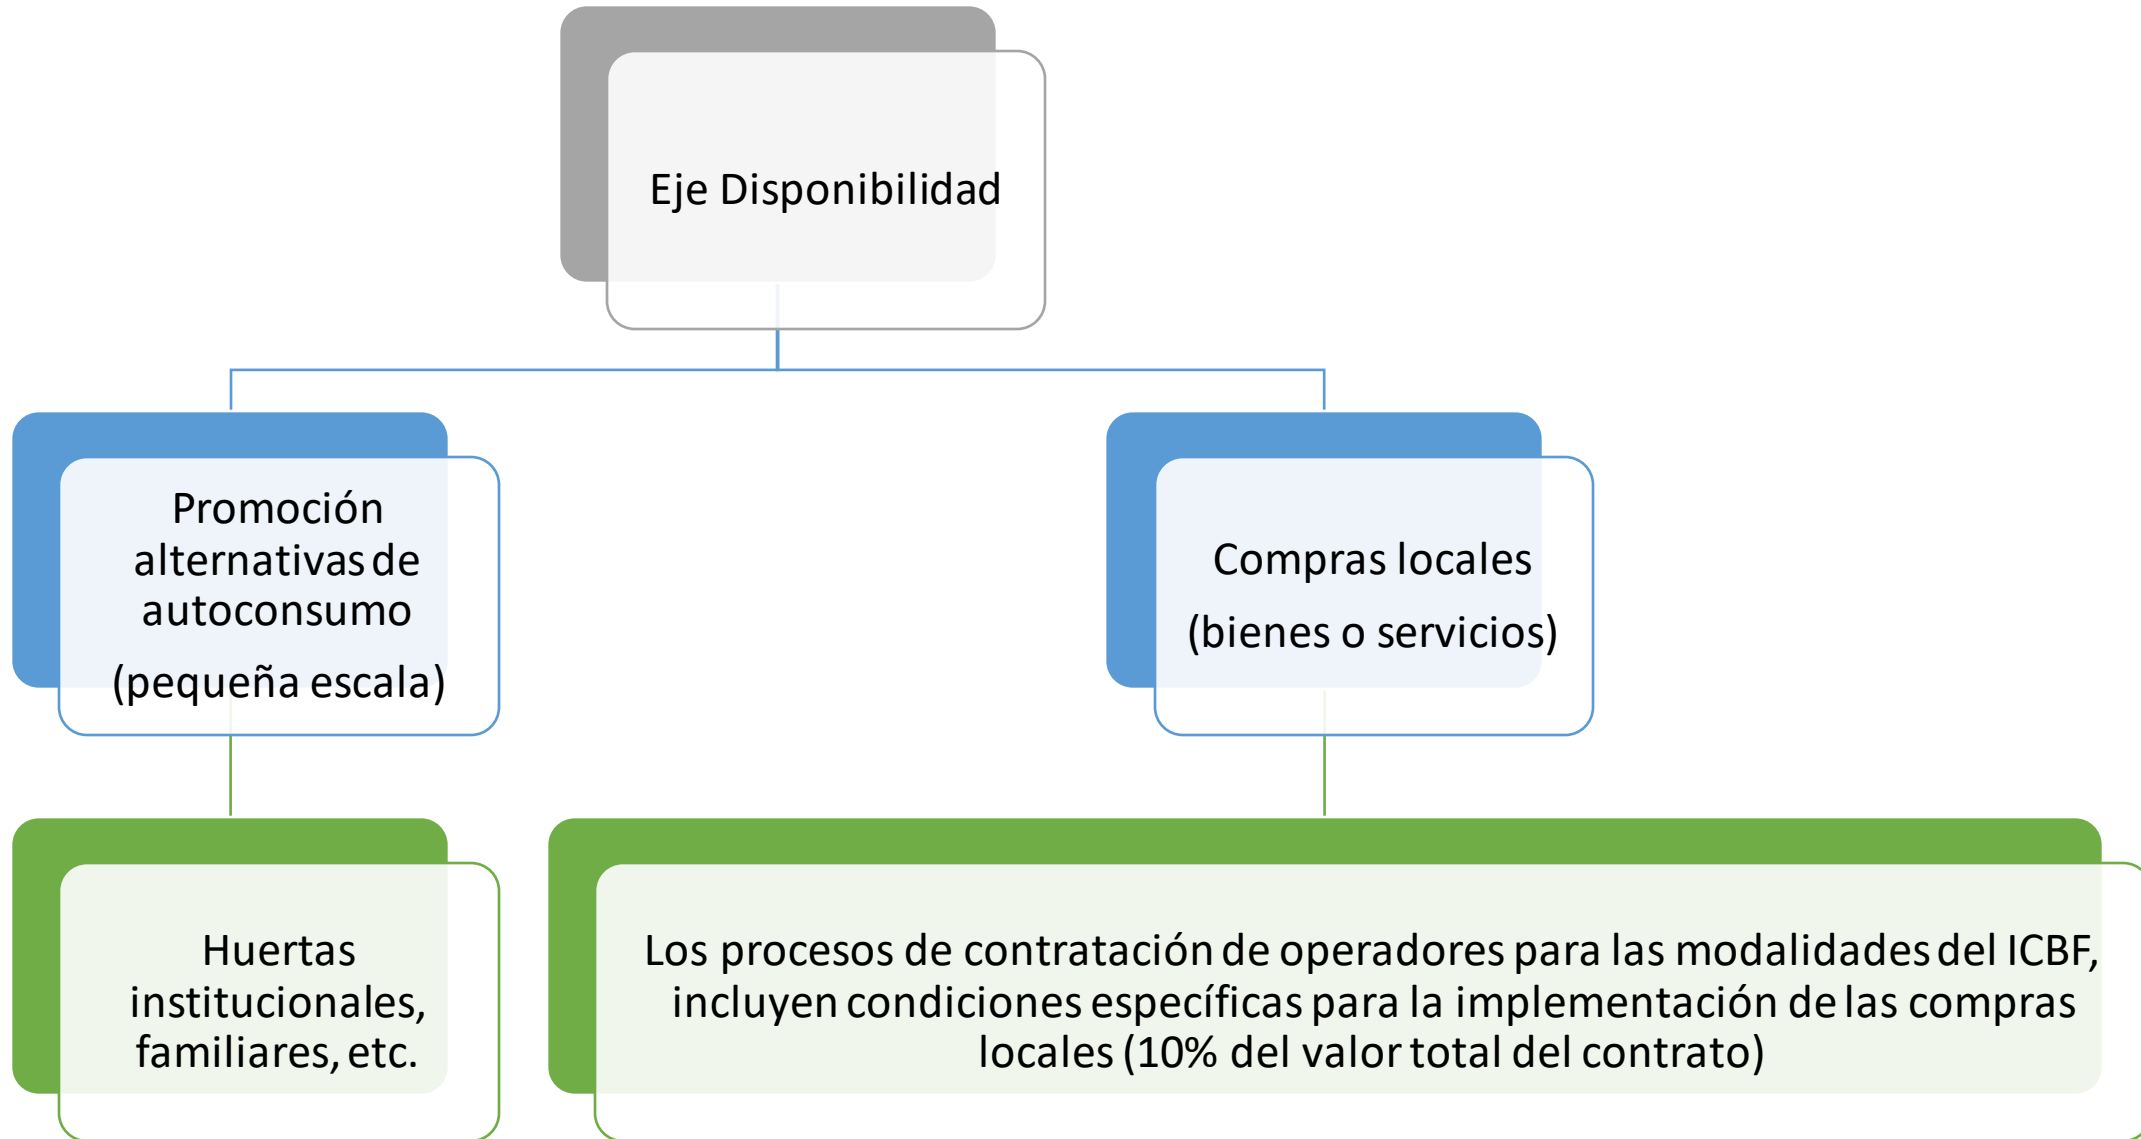 Eje Disponibilidad
Promoción
alternativas de
autoconsumo
(pequeña escala)
Compras locales
(bienes o servicios)
Huertas
institucionales,
familiares, etc.
Los procesos de contratación de operadores para las modalidades del ICBF,
incluyen condiciones específicas para la implementación de las compras
locales (10% del valor total del contrato)